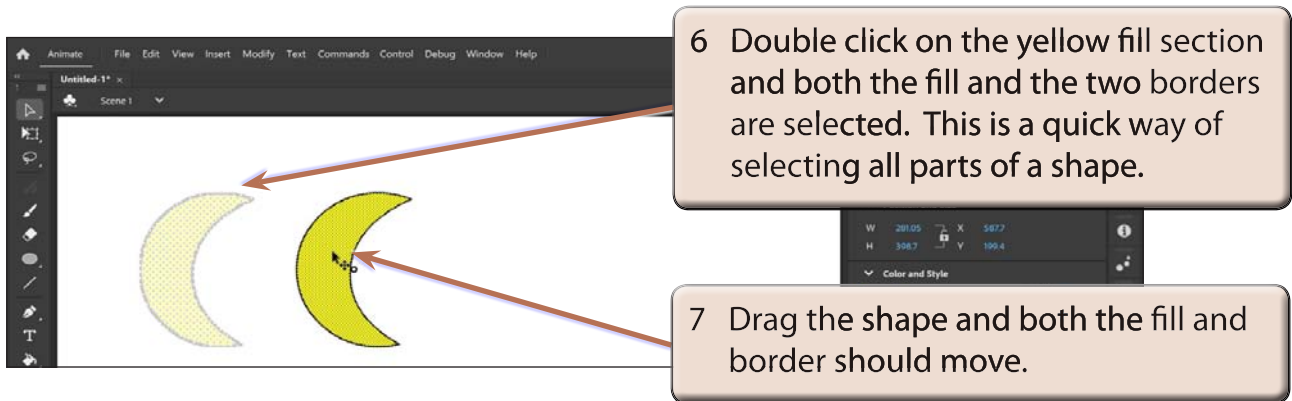 Animate File Edit View Insert Modify Text Commands Control Debug Window Help
Untitled-1* ×
Scene 1
6 Double click on the yellow fill section
and both the fill and the two borders
are selected. This is a quick way of
selecting all parts of a shape.
W 201.05 X 587.7
H 308.7 Y 199.4
Color and Style
7 Drag the shape and both the fill and
border should move.
T